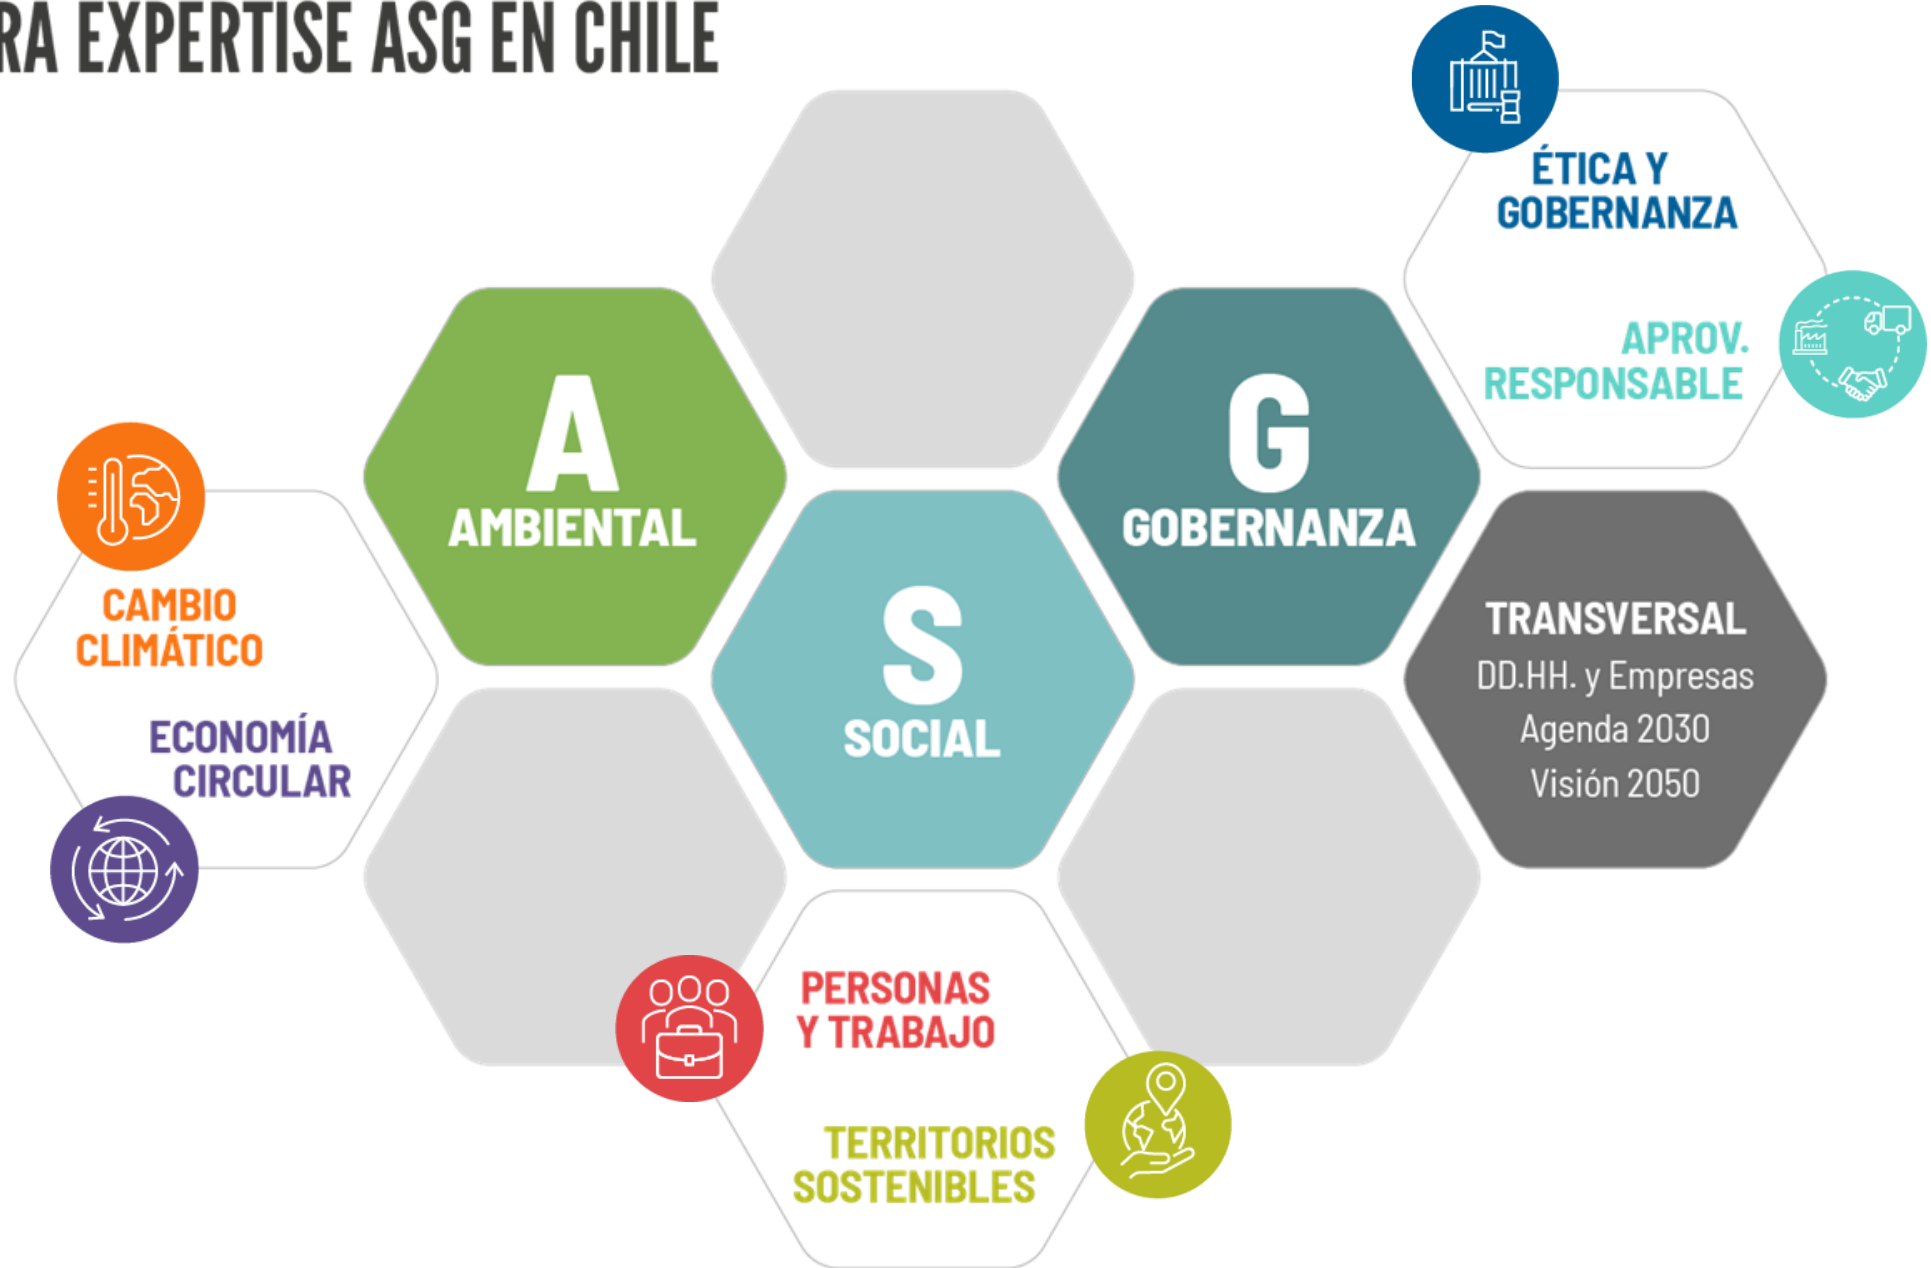 RA EXPERTISE ASG EN CHILE
A
AMBIENTAL
CAMBIO
CLIMÁTICO
ECONOMÍA
CIRCULAR
S
SOCIAL
PERSONAS
Y TRABAJO
TERRITORIOS
SOSTENIBLES
G
GOBERNANZA
ÉTICA Y
GOBERNANZA
APROV.
RESPONSABLE
TRANSVERSAL
DD.HH. y Empresas
Agenda 2030
Visión 2050